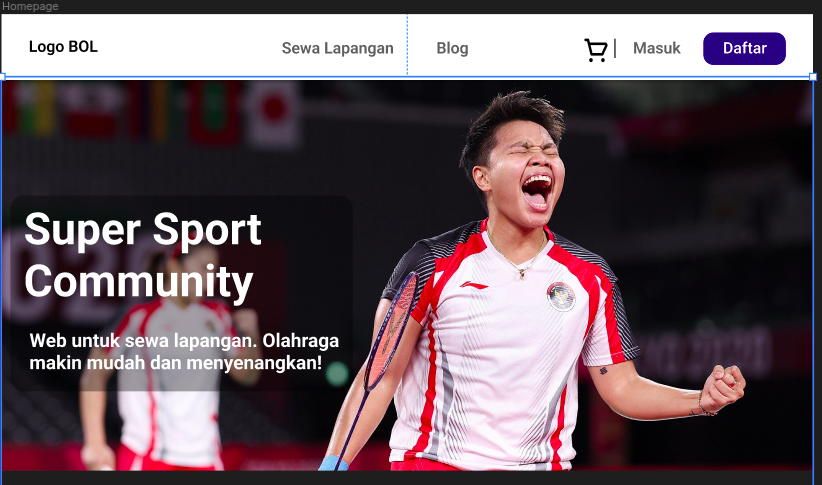 Homepage
Logo BOL
Sewa Lapangan
Blog
Masuk
Daftar
Super Sport
Community
Web untuk sewa lapangan. Olahraga
makin mudah dan menyenangkan!